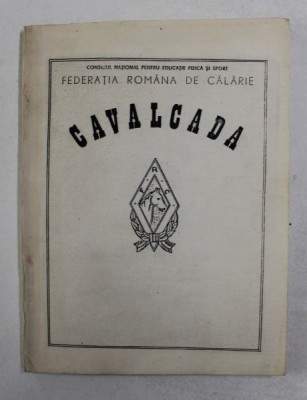 CONSILIUL NAȚIONAL PENTRU EDUCAȚIE FIZICĂ ȘI SPORT
FEDERAȚIA ROMÂNA DE CĂLĂRIE
CAVALCADA
F R C